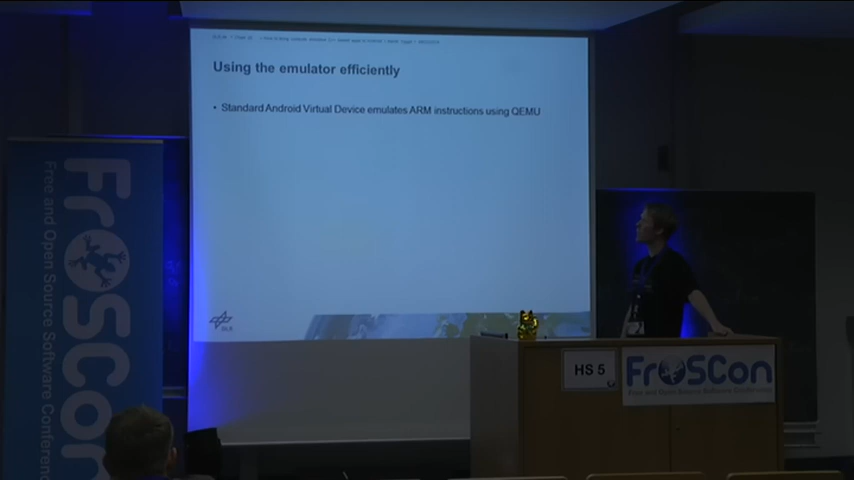 Using the emulator efficiently
• Standard Android Virtual Device emulates ARM instructions using QEMU
DLR
FrOSCon
Free and Open Source Software Conference
HS 5
FrOSCon
Free and Open Source Software Conference